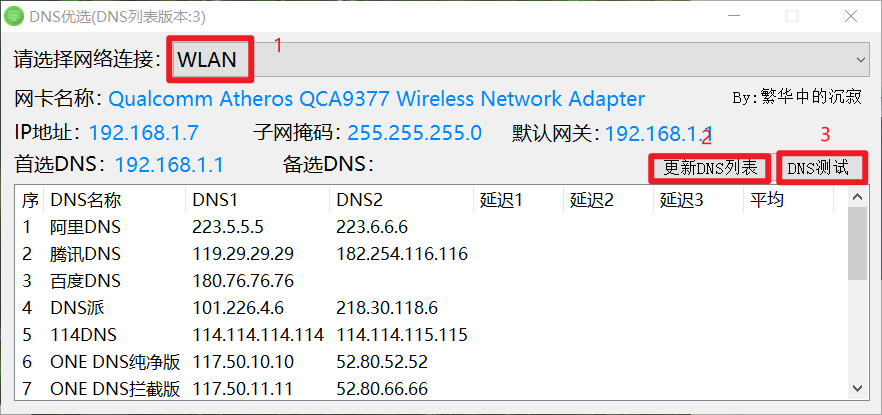 DNS优选(DNS列表版本:3)
请选择网络连接： WLAN 1
网卡名称：Qualcomm Atheros QCA9377 Wireless Network Adapter By:繁华中的沉寂
IP地址：192.168.1.7 子网掩码：255.255.255.0 默认网关：192.168.1.1
2 3
首选DNS：192.168.1.1 备选DNS： 更新DNS列表 DNS测试
序 DNS名称 DNS1 DNS2 延迟1 延迟2 延迟3 平均
1 阿里DNS 223.5.5.5 223.6.6.6
2 腾讯DNS 119.29.29.29 182.254.116.116
3 百度DNS 180.76.76.76
4 DNS派 101.226.4.6 218.30.118.6
5 114DNS 114.114.114.114 114.114.115.115
6 ONE DNS纯净版 117.50.10.10 52.80.52.52
7 ONE DNS拦截版 117.50.11.11 52.80.66.66